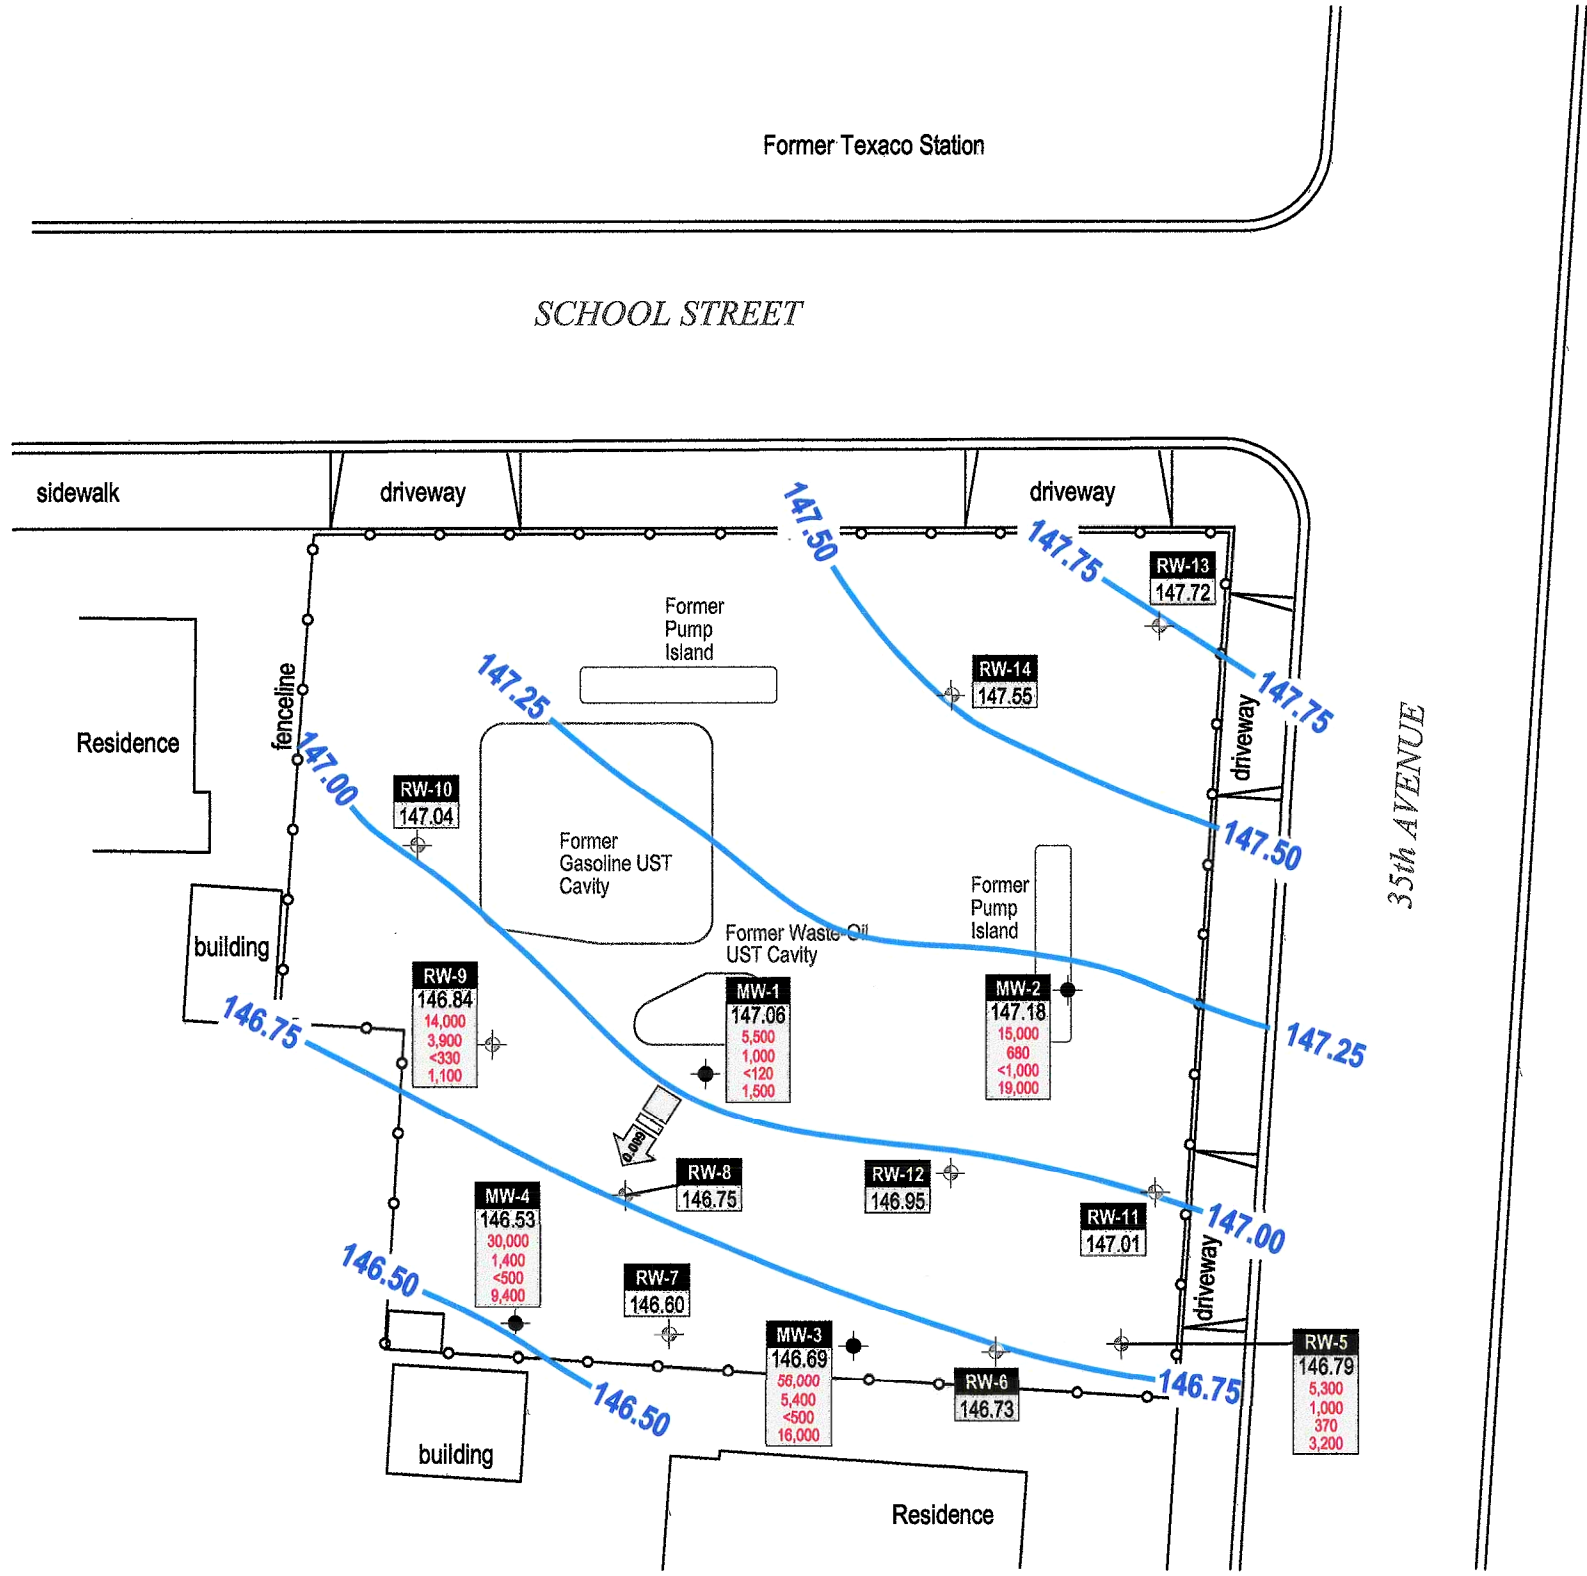 Former Texaco Station
SCHOOL STREET
sidewalk
driveway
driveway
147.50
147.75
RW-13
147.72
Former
Pump
Island
147.25
RW-14
147.55
fenceline
Residence
147.75
driveway
35th AVENUE
147.00
RW-10
147.04
Former
Gasoline UST
Cavity
147.50
Former
Pump
Island
Former Waste-Oil
UST Cavity
building
RW-9
146.84
14,000
3,900
<330
1,100
MW-1
147.06
5,500
1,000
<120
1,500
MW-2
147.18
15,000
680
<1,000
19,000
146.75
147.25
0.009
RW-8
146.75
RW-12
146.95
MW-4
146.53
30,000
1,400
<500
9,400
RW-11
147.01
147.00
driveway
146.50
RW-7
146.60
MW-3
146.69
56,000
5,400
<500
16,000
RW-6
146.73
RW-5
146.79
5,300
1,000
370
3,200
146.75
146.50
building
Residence